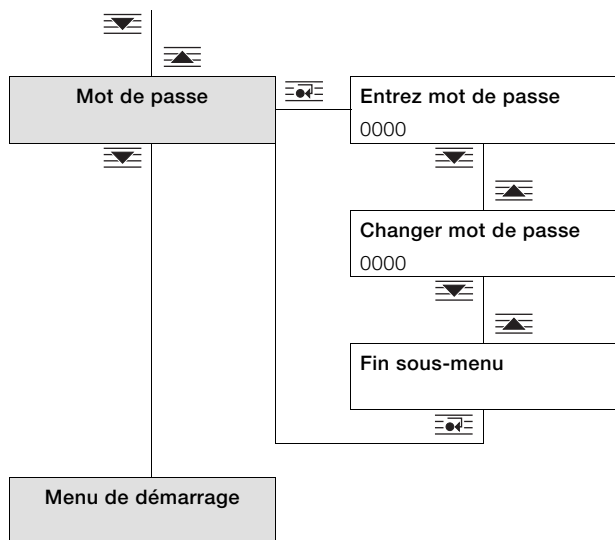 Mot de passe
Entrez mot de passe
0000
Changer mot de passe
0000
Fin sous-menu
Menu de démarrage